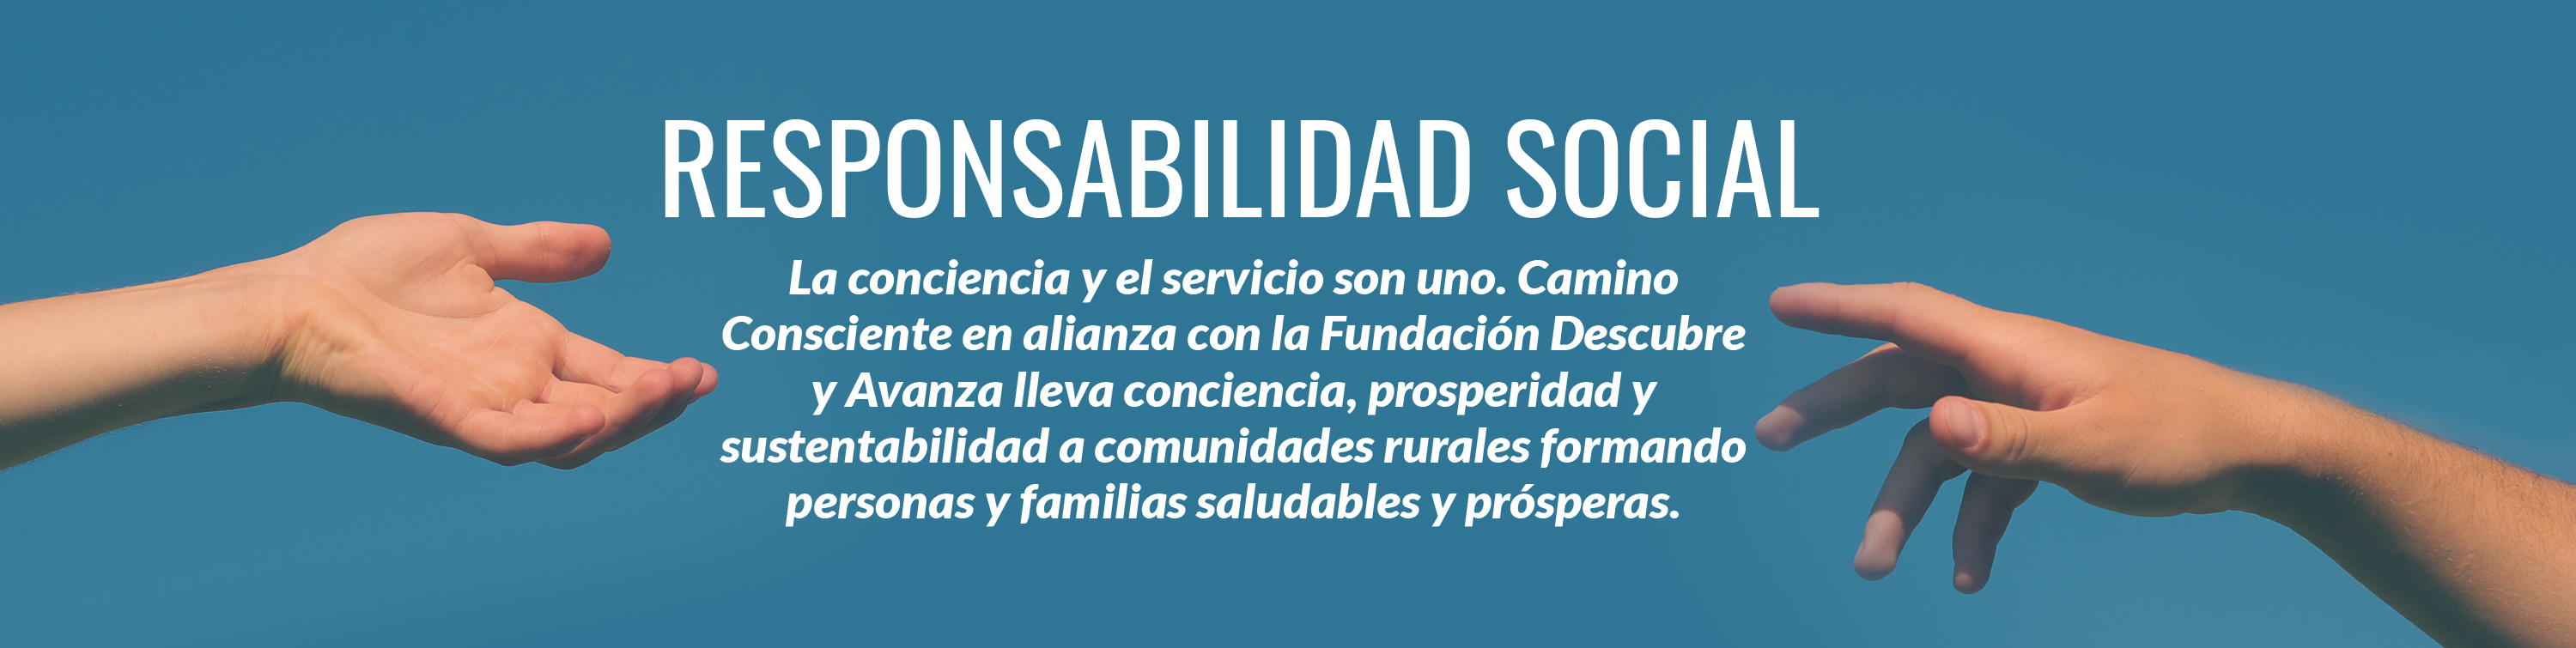 RESPONSABILIDAD SOCIAL
La conciencia y el servicio son uno. Camino
Consciente en alianza con la Fundación Descubre
y Avanza lleva conciencia, prosperidad y
sustentabilidad a comunidades rurales formando
personas y familias saludables y prósperas.